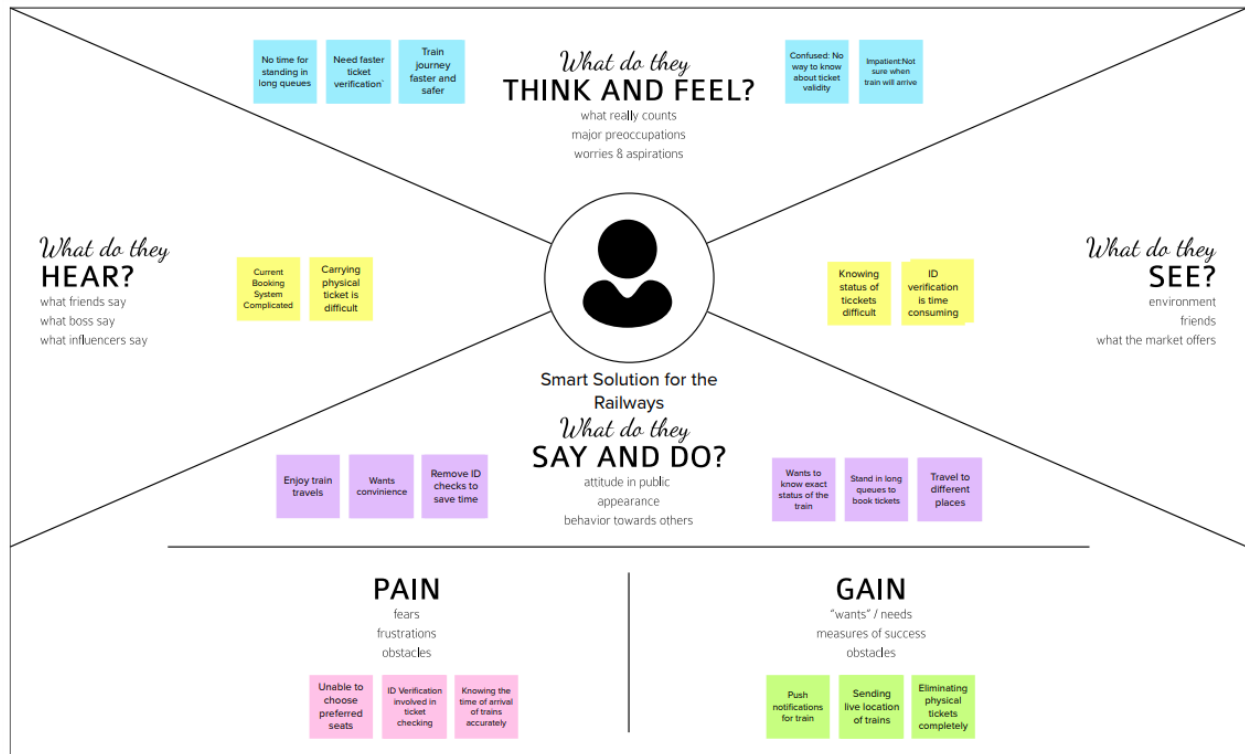 No time for
standing in
long queues
Need faster
ticket
verification`
Train
journey
faster and
safer
What do they
THINK AND FEEL?
what really counts
major preoccupations
worries & aspirations
Confused: No
way to know
about ticket
validity
Impatient:Not
sure when
train will arrive
What do they
HEAR?
what friends say
what boss say
what influencers say
Current
Booking
System
Complicated
Carrying
physical
ticket is
difficult
Knowing
status of
ticckets
difficult
ID
verification
is time
consuming
What do they
SEE?
environment
friends
what the market offers
Smart Solution for the
Railways
What do they
SAY AND DO?
attitude in public
appearance
behavior towards others
Enjoy train
travels
Wants
convinience
Remove ID
checks to
save time
Wants to
know exact
status of the
train
Stand in long
queues to
book tickets
Travel to
different
places
PAIN
fears
frustrations
obstacles
Unable to
choose
preferred
seats
ID Verification
involved in
ticket
checking
Knowing the
time of arrival
of trains
accurately
GAIN
“wants” / needs
measures of success
obstacles
Push
notifications
for train
Sending
live location
of trains
Eliminating
physical
tickets
completely